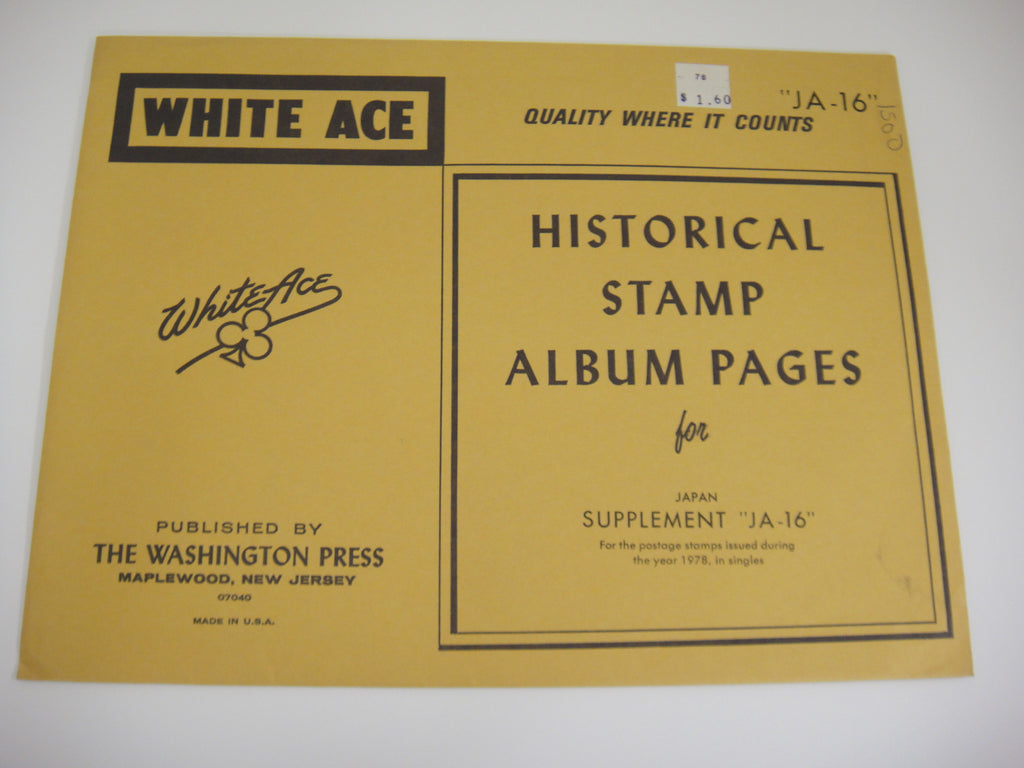 WHITE ACE
78
$ 1.60
"JA-16"
1500
QUALITY WHERE IT COUNTS
HISTORICAL
STAMP
ALBUM PAGES
for
JAPAN
SUPPLEMENT "JA-16"
For the postage stamps issued during
the year 1978, in singles
White Ace
PUBLISHED BY
THE WASHINGTON PRESS
MAPLEWOOD, NEW JERSEY
07040
MADE IN U.S.A.